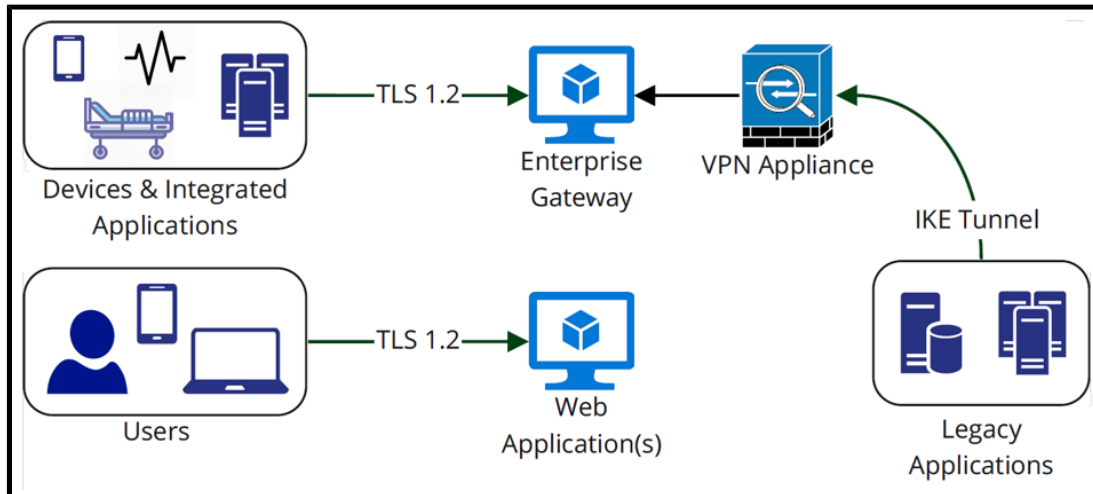 TLS 1.2
Devices & Integrated
Applications
Enterprise
Gateway
VPN Appliance
IKE Tunnel
TLS 1.2
Users
Web
Application(s)
Legacy
Applications